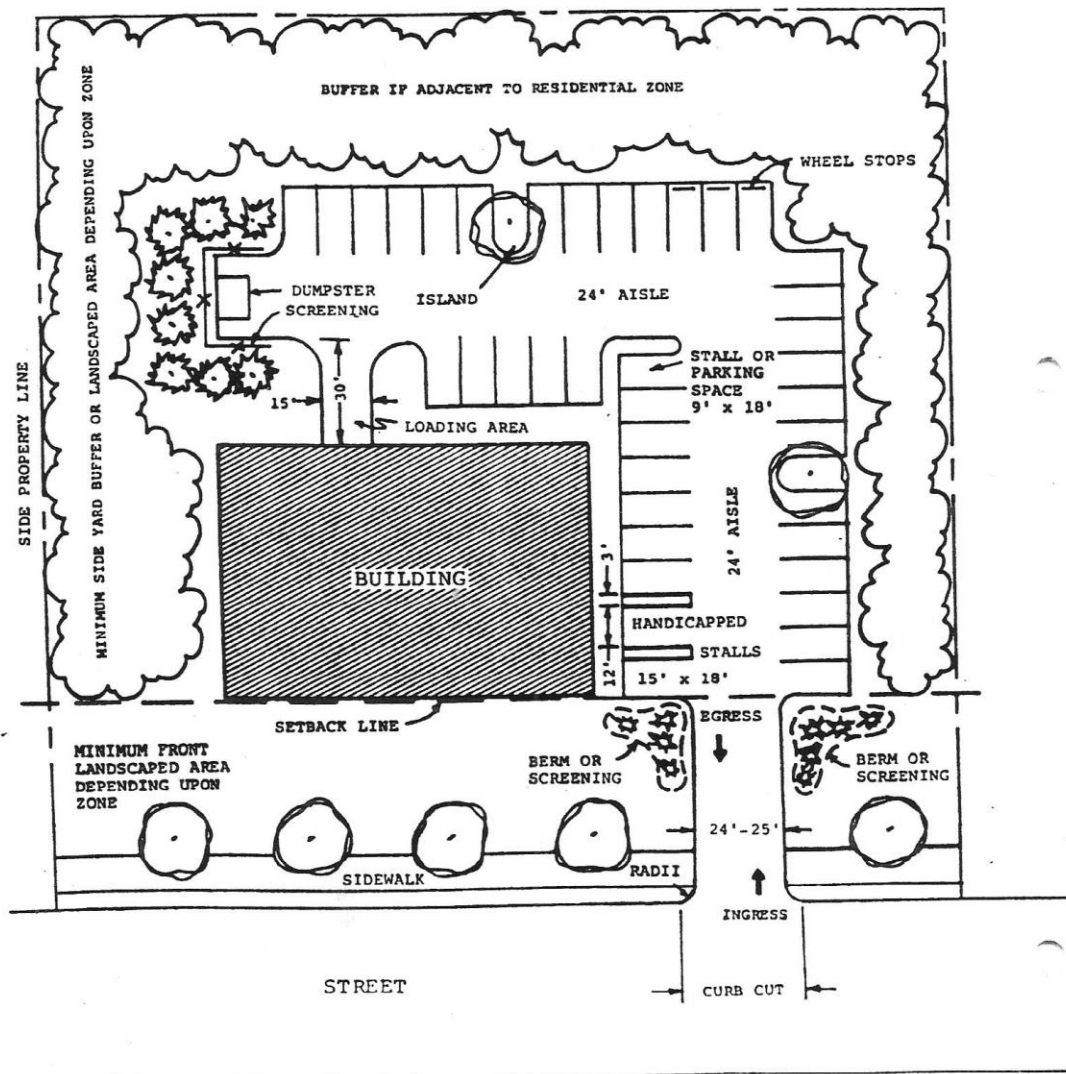 BUFFER IF ADJACENT TO RESIDENTIAL ZONE
WHEEL STOPS
SIDE PROPERTY LINE
MINIMUM SIDE YARD BUFFER OR LANDSCAPED AREA DEPENDING UPON ZONE
DUMPSTER
SCREENING
ISLAND
24' AISLE
STALL OR
PARKING
SPACE
9' x 18'
15'
30'
LOADING AREA
24' AISLE
BUILDING
3'
HANDICAPPED
STALLS
12'
15' x 18'
SETBACK LINE
EGRESS
MINIMUM FRONT
LANDSCAPED AREA
DEPENDING UPON
ZONE
BERM OR
SCREENING
BERM OR
SCREENING
24'-25'
SIDEWALK
RADII
INGRESS
STREET
CURB CUT